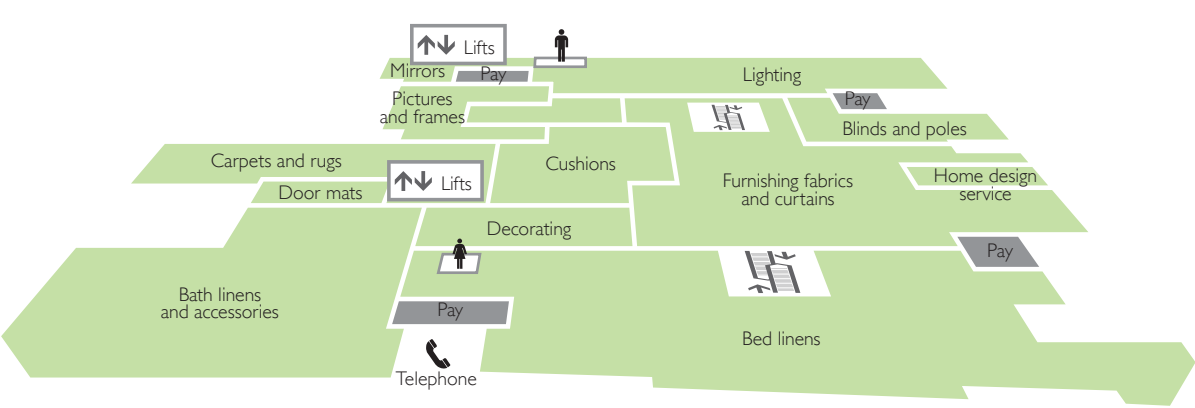 Lifts
Mirrors
Pay
Lighting
Pictures
and frames
Pay
Blinds and poles
Carpets and rugs
Cushions
Door mats
Lifts
Furnishing fabrics
and curtains
Home design
service
Decorating
Pay
Bath linens
and accessories
Pay
Bed linens
Telephone